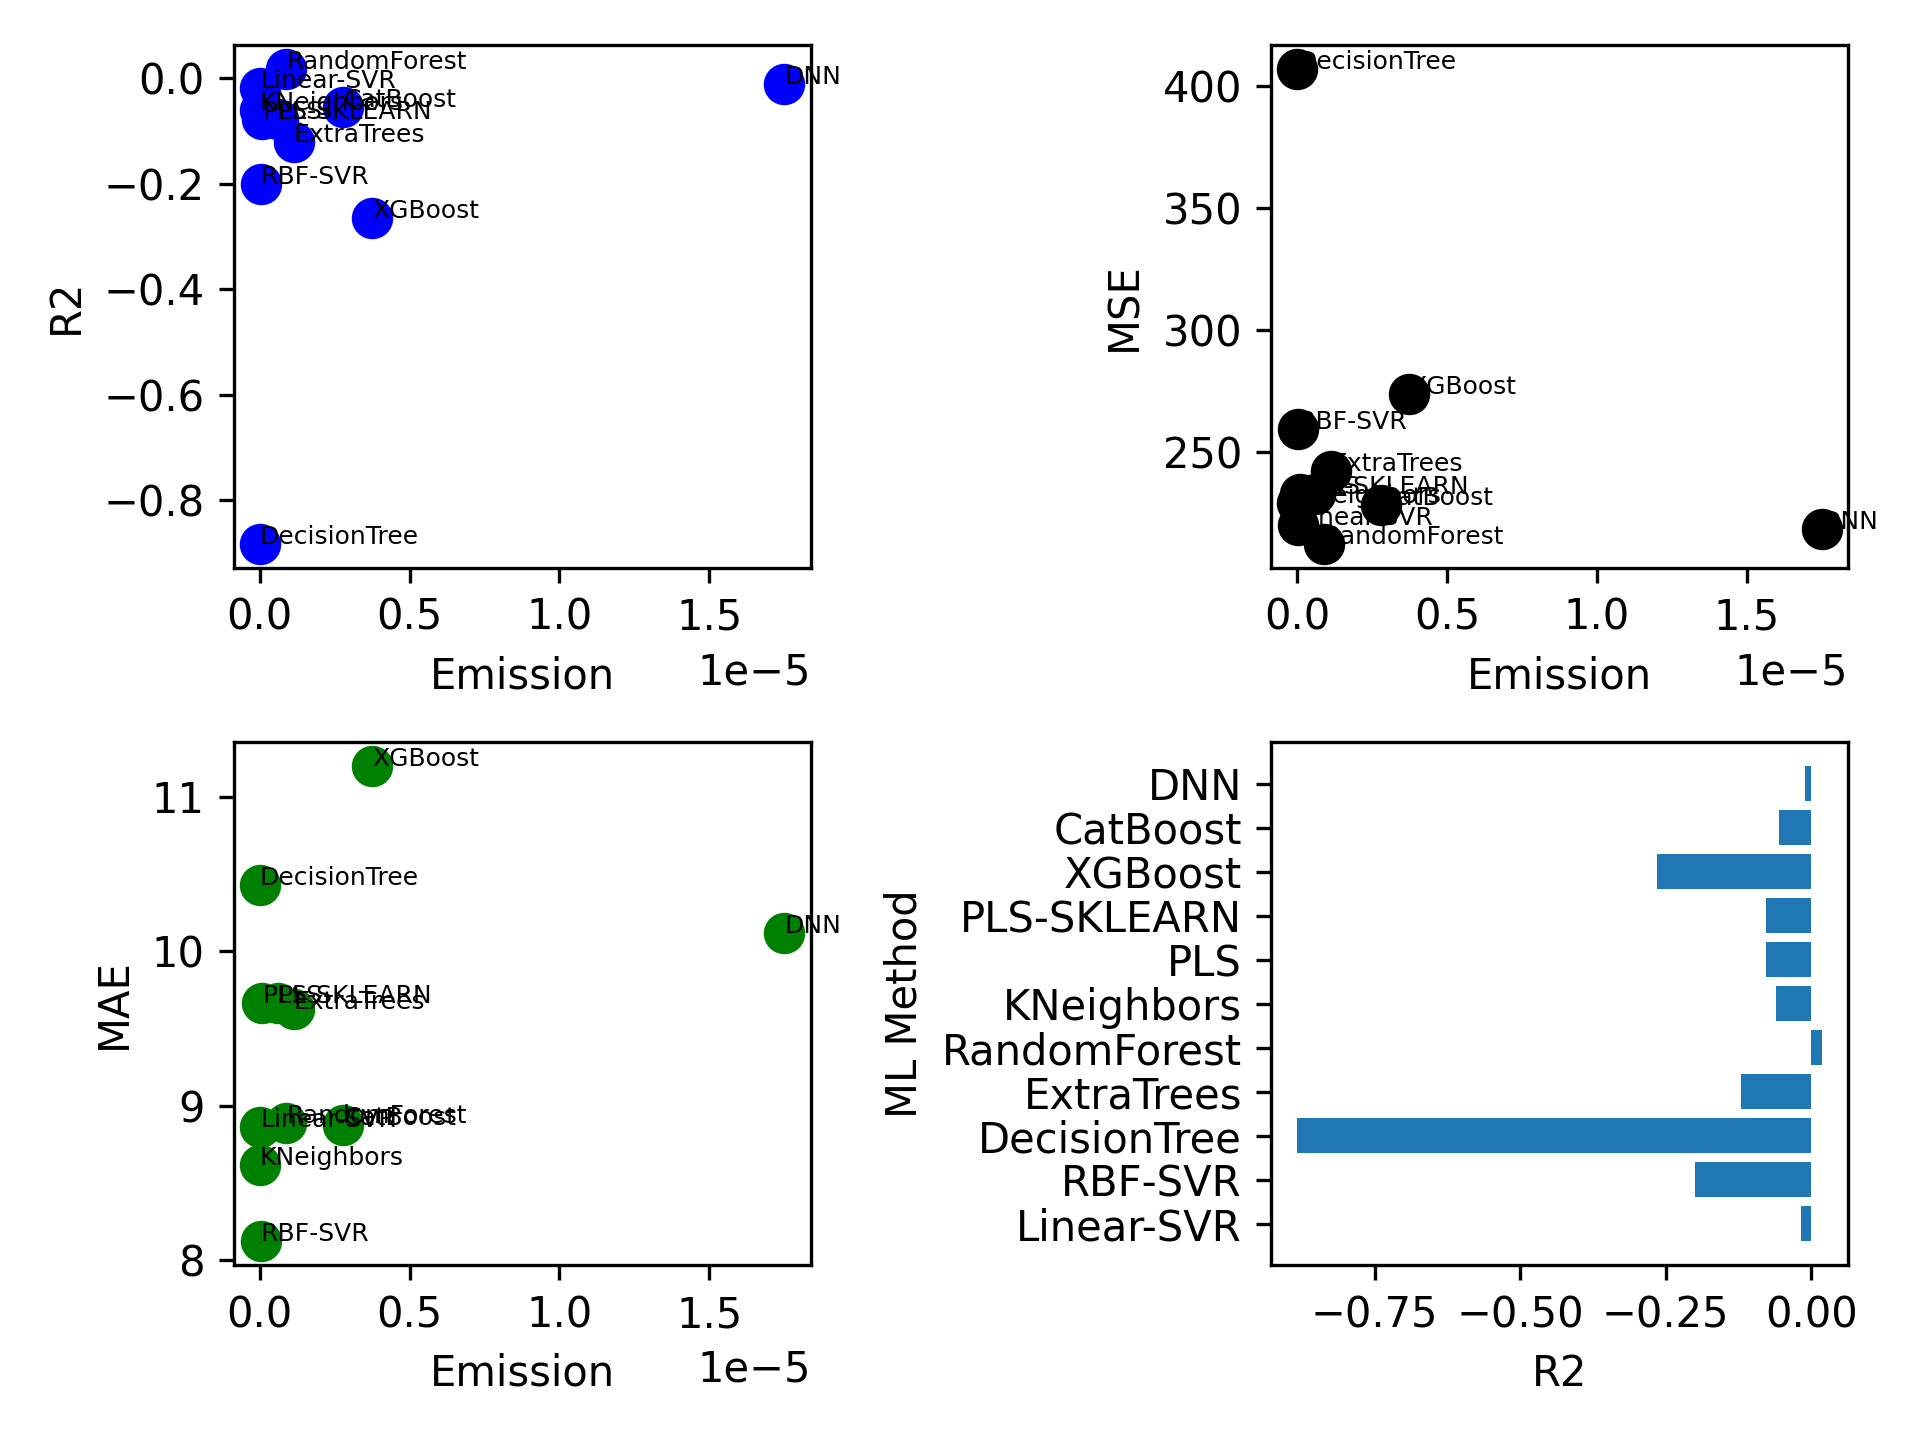 R2
0.0
−0.2
−0.4
−0.6
−0.8
RandomForest
Linear-SVR
KNeighbors
CatBoost
DNN
PLS
PLS-SKLEARN
ExtraTrees
RBF-SVR
XGBoost
DecisionTree
0.0 0.5 1.0 1.5
1e−5
Emission
MSE
400
350
300
250
DecisionTree
XGBoost
RBF-SVR
ExtraTrees
PLS-SKLEARN
KNeighbors
CatBoost
Linear-SVR
DNN
RandomForest
0.0 0.5 1.0 1.5
1e−5
Emission
MAE
11
10
9
8
XGBoost
DecisionTree
DNN
PLS
PLS-SKLEARN
ExtraTrees
RandomForest
Linear-SVR
CatBoost
KNeighbors
RBF-SVR
0.0 0.5 1.0 1.5
1e−5
Emission
ML Method
DNN
CatBoost
XGBoost
PLS-SKLEARN
PLS
KNeighbors
RandomForest
ExtraTrees
DecisionTree
RBF-SVR
Linear-SVR
−0.75 −0.50 −0.25 0.00
R2